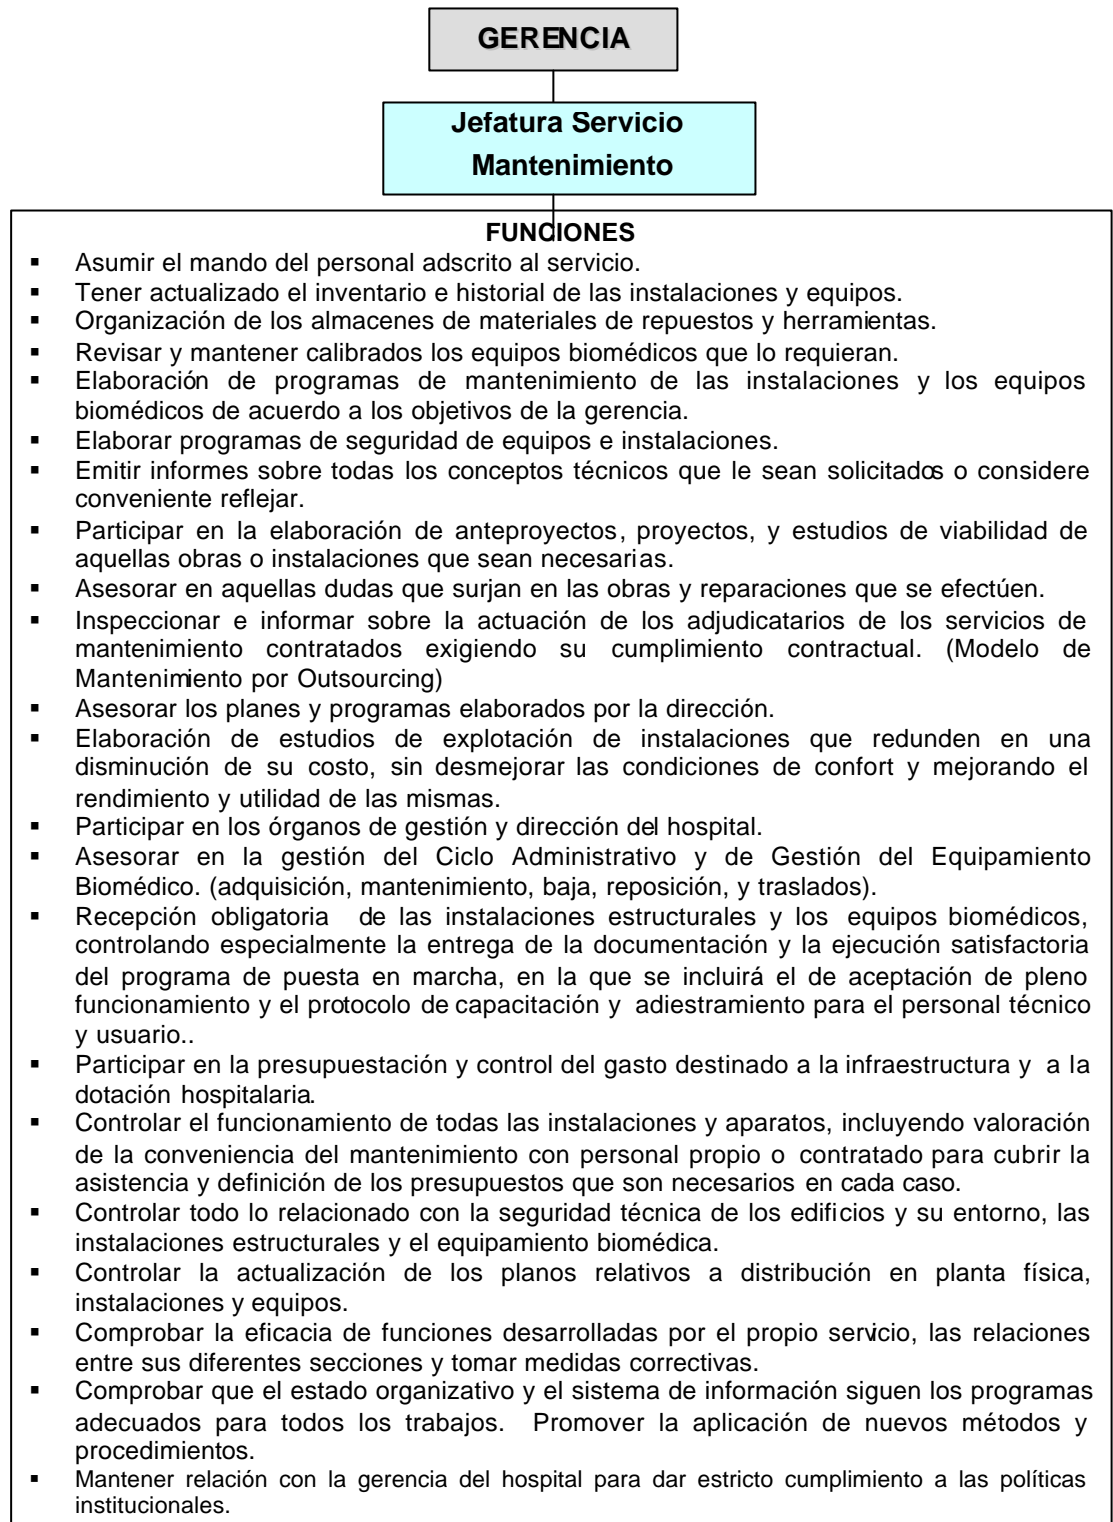 GERENCIA
Jefatura Servicio
Mantenimiento
FUNCIONES
▪ Asumir el mando del personal adscrito al servicio.
▪ Tener actualizado el inventario e historial de las instalaciones y equipos.
▪ Organización de los almacenes de materiales de repuestos y herramientas.
▪ Revisar y mantener calibrados los equipos biomédicos que lo requieran.
▪ Elaboración de programas de mantenimiento de las instalaciones y los equipos
biomédicos de acuerdo a los objetivos de la gerencia.
▪ Elaborar programas de seguridad de equipos e instalaciones.
▪ Emitir informes sobre todas los conceptos técnicos que le sean solicitados o considere
conveniente reflejar.
▪ Participar en la elaboración de anteproyectos, proyectos, y estudios de viabilidad de
aquellas obras o instalaciones que sean necesarias.
▪ Asesorar en aquellas dudas que surjan en las obras y reparaciones que se efectúen.
▪ Inspeccionar e informar sobre la actuación de los adjudicatarios de los servicios de
mantenimiento contratados exigiendo su cumplimiento contractual. (Modelo de
Mantenimiento por Outsourcing)
▪ Asesorar los planes y programas elaborados por la dirección.
▪ Elaboración de estudios de explotación de instalaciones que redunden en una
disminución de su costo, sin desmejorar las condiciones de confort y mejorando el
rendimiento y utilidad de las mismas.
▪ Participar en los órganos de gestión y dirección del hospital.
▪ Asesorar en la gestión del Ciclo Administrativo y de Gestión del Equipamiento
Biomédico. (adquisición, mantenimiento, baja, reposición, y traslados).
▪ Recepción obligatoria de las instalaciones estructurales y los equipos biomédicos,
controlando especialmente la entrega de la documentación y la ejecución satisfactoria
del programa de puesta en marcha, en la que se incluirá el de aceptación de pleno
funcionamiento y el protocolo de capacitación y adiestramiento para el personal técnico
y usuario..
▪ Participar en la presupuestación y control del gasto destinado a la infraestructura y a la
dotación hospitalaria.
▪ Controlar el funcionamiento de todas las instalaciones y aparatos, incluyendo valoración
de la conveniencia del mantenimiento con personal propio o contratado para cubrir la
asistencia y definición de los presupuestos que son necesarios en cada caso.
▪ Controlar todo lo relacionado con la seguridad técnica de los edificios y su entorno, las
instalaciones estructurales y el equipamiento biomédica.
▪ Controlar la actualización de los planos relativos a distribución en planta física,
instalaciones y equipos.
▪ Comprobar la eficacia de funciones desarrolladas por el propio servicio, las relaciones
entre sus diferentes secciones y tomar medidas correctivas.
▪ Comprobar que el estado organizativo y el sistema de información siguen los programas
adecuados para todos los trabajos. Promover la aplicación de nuevos métodos y
procedimientos.
▪ Mantener relación con la gerencia del hospital para dar estricto cumplimiento a las políticas
institucionales.